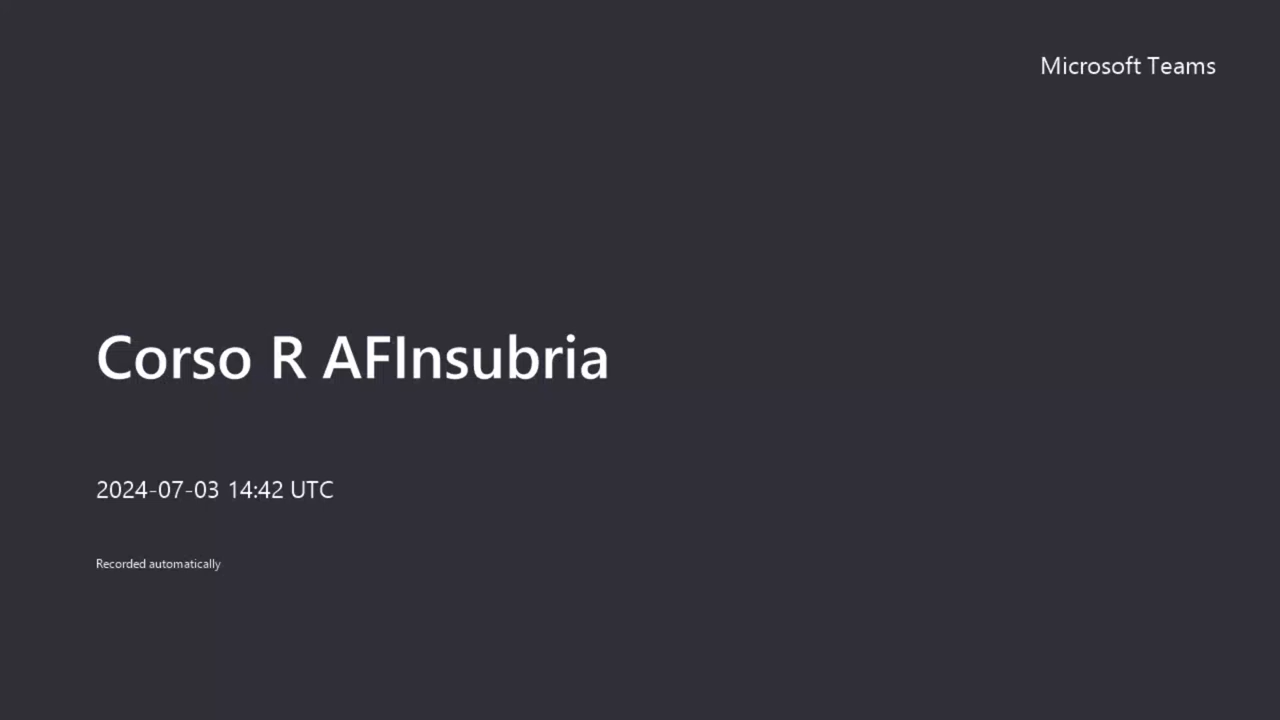 Microsoft Teams
Corso R AFInsubria
2024-07-03 14:42 UTC
Recorded automatically